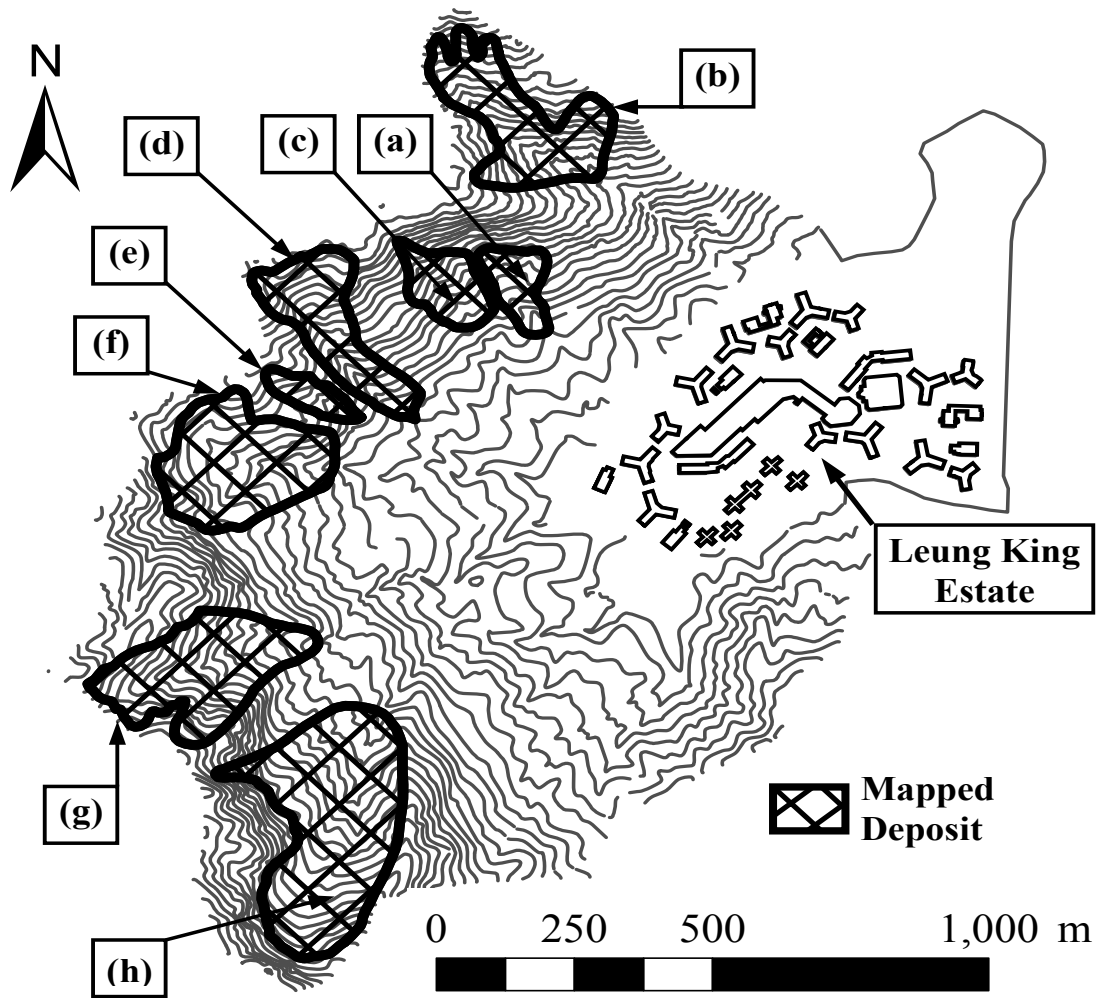 N
(b)
(d)
(c)
(a)
(e)
(f)
Leung King
Estate
Mapped
Deposit
(g)
(h)
0 250 500 1,000 m